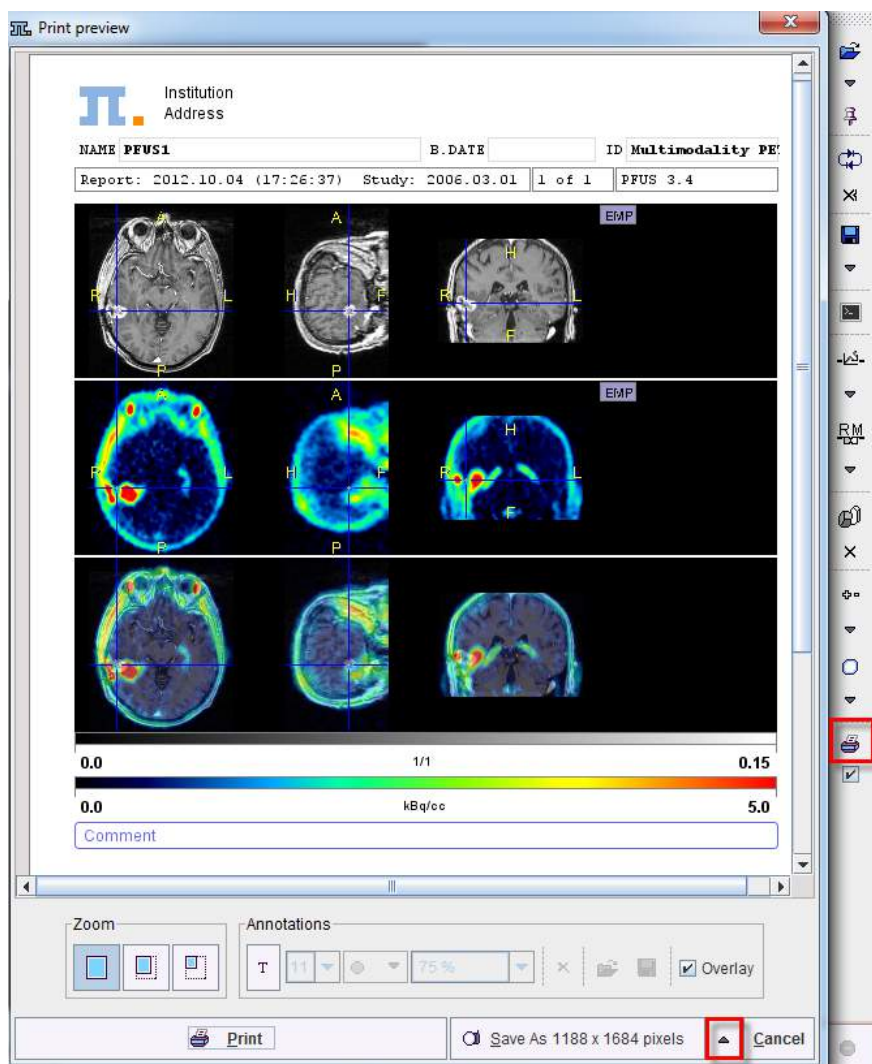 Print preview
Institution
Address
NAME PFUS1 B.DATE ID Multimodality PE
Report: 2012.10.04 (17:26:37) Study: 2006.03.01 1 of 1 PFUS 3.4
A A EMP
H
R L H F R L
F
P P
A A EMP
H
R L H F R L
F
P P
0.0 1/1 0.15
0.0 kBq/cc 5.0
Comment
Zoom Annotations
T 11 75 % Overlay
Print Save As 1188 x 1684 pixels Cancel
RM